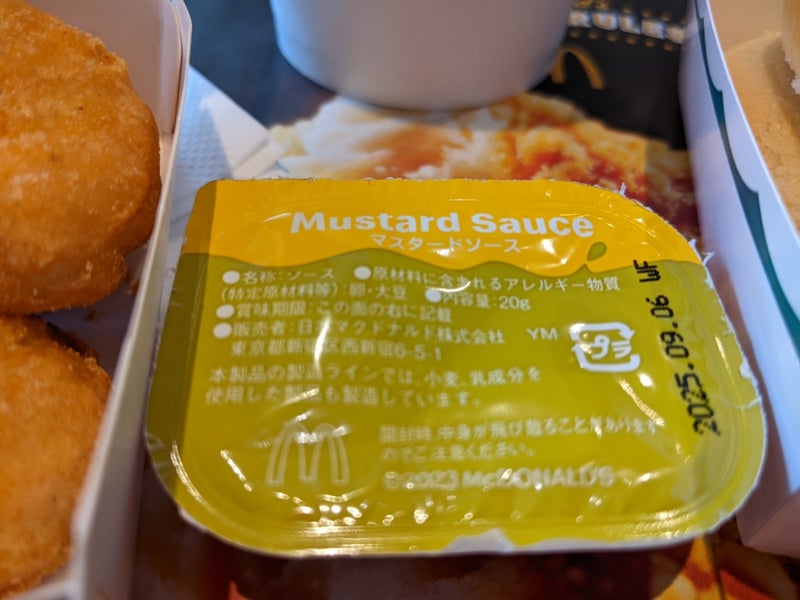 RULES
Mustard Sauce
マスタードソース
●名称:ソース ●原材料に含まれるアレルギー物質
(特定原材料等):卵・大豆 ●内容量:20g
●賞味期限:この面の右に記載
●販売者:日本マクドナルド株式会社 YM
東京都新宿区西新宿6-5-1
プラ
本製品の製造ラインでは、小麦、乳成分を
使用した製品も製造しています。
開封時、中身が飛び散ることがあります
のでご注意ください。
©2023 McDONALD'S
2025.09.06 WF